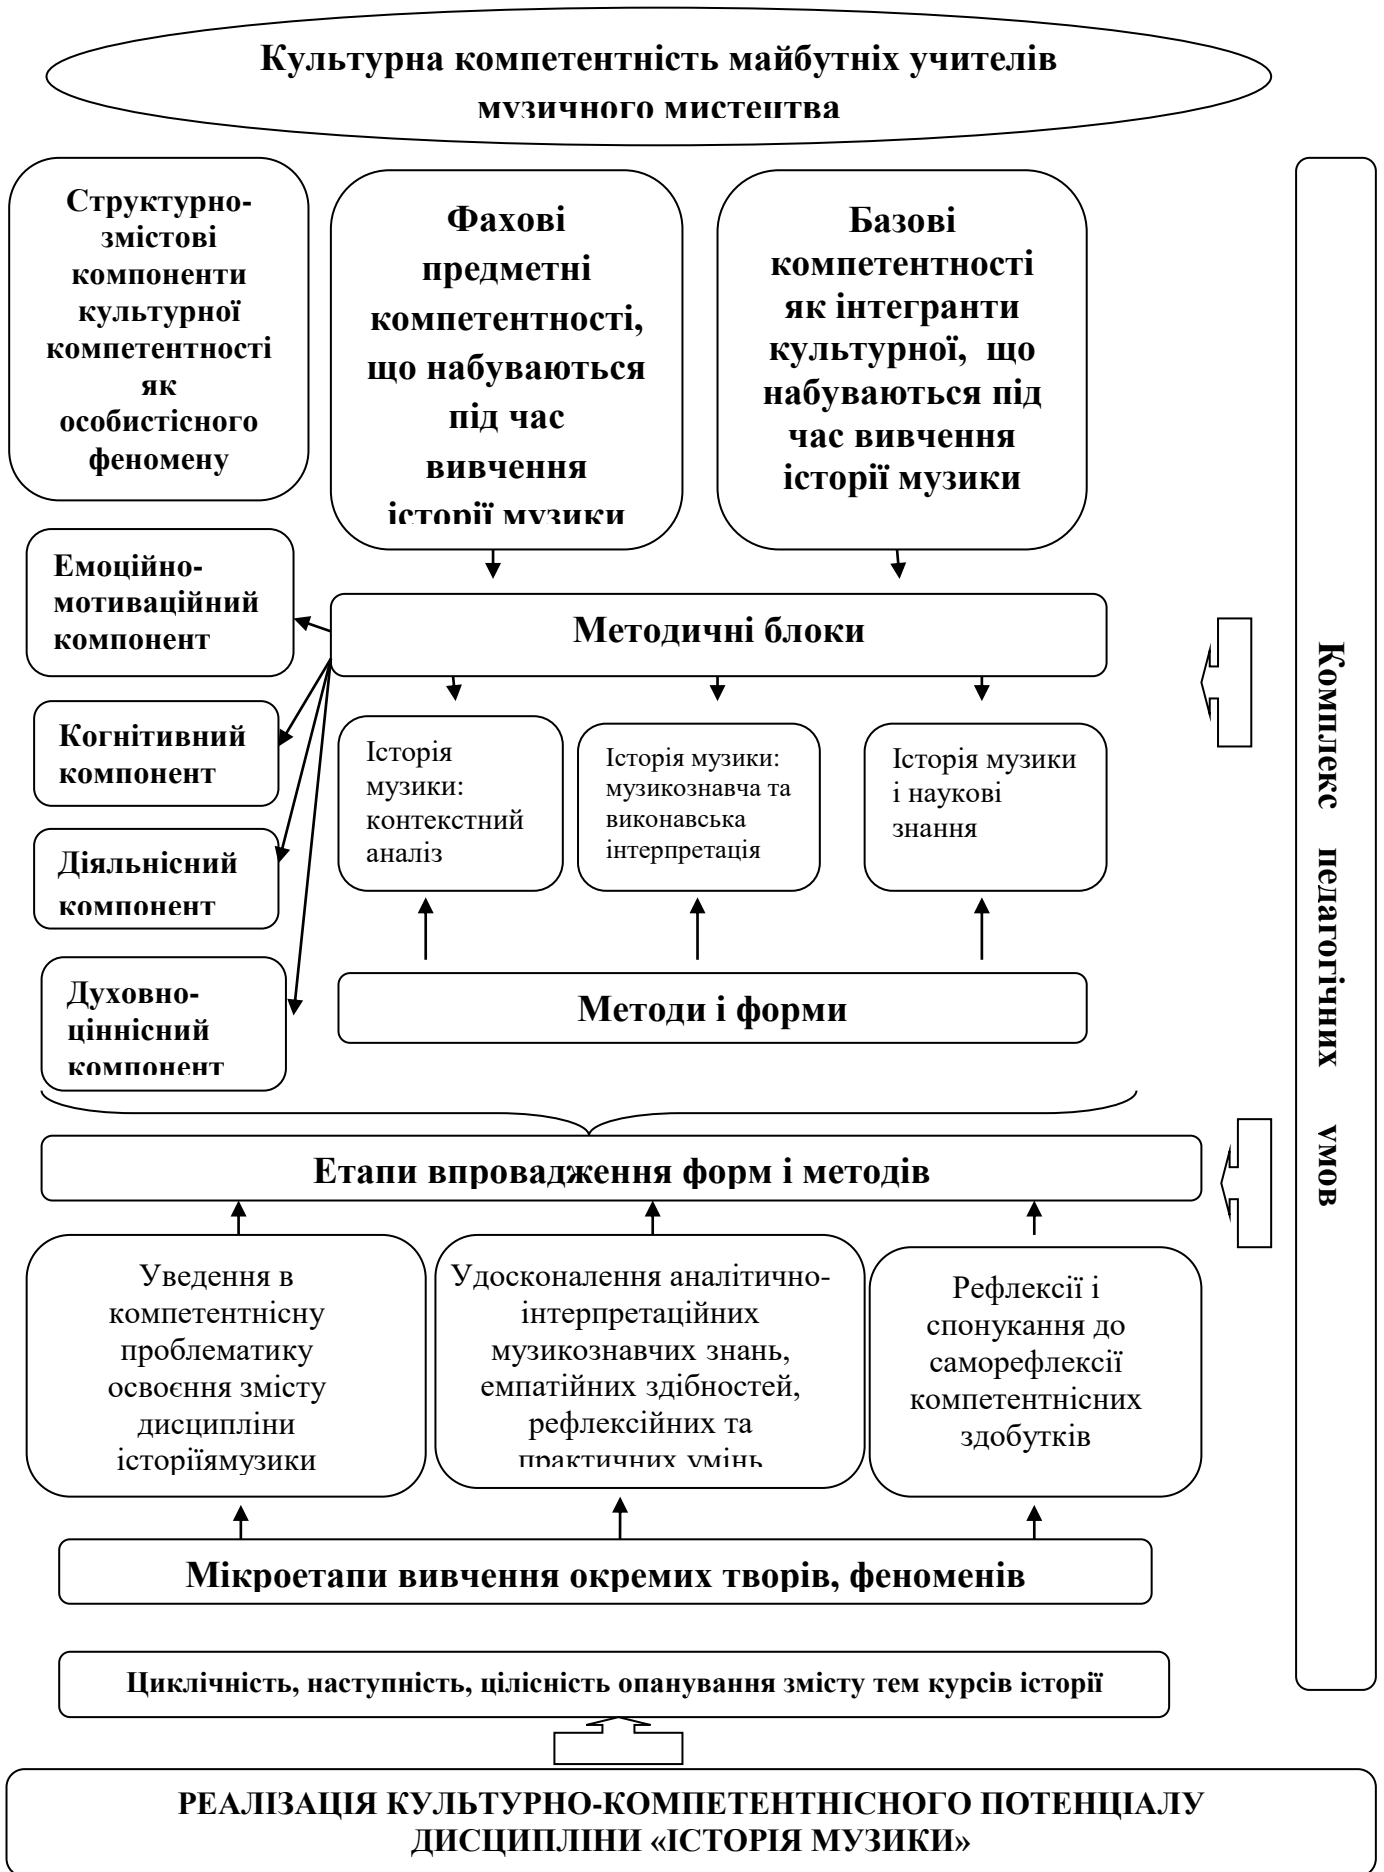 Культурна компетентність майбутніх учителів
музичного мистецтва
Структурно-
змістові
компоненти
культурної
компетентності
як
особистісного
феномену
Фахові
предметні
компетентності,
що набуваються
під час
вивчення
історії музики
Базові
компетентності
як інтегранти
культурної, що
набуваються під
час вивчення
історії музики
Емоційно-
мотиваційний
компонент
Методичні блоки
Когнітивний
компонент
Історія
музики:
контекстний
аналіз
Історія музики:
музикознавча та
виконавська
інтерпретація
Історія музики
і наукові
знання
Діяльнісний
компонент
Духовно-
ціннісний
компонент
Методи і форми
Комплекс педагогічних умов
Етапи впровадження форм і методів
Уведення в
компетентнісну
проблематику
освоєння змісту
дисципліни
історіїямузики
Удосконалення аналітично-
інтерпретаційних
музикознавчих знань,
емпатійних здібностей,
рефлексійних та
практичних умінь
Рефлексії і
спонукання до
саморефлексії
компетентнісних
здобутків
Мікроетапи вивчення окремих творів, феноменів
Циклічність, наступність, цілісність опанування змісту тем курсів історії
РЕАЛІЗАЦІЯ КУЛЬТУРНО-КОМПЕТЕНТНІСНОГО ПОТЕНЦІАЛУ
ДИСЦИПЛІНИ «ІСТОРІЯ МУЗИКИ»